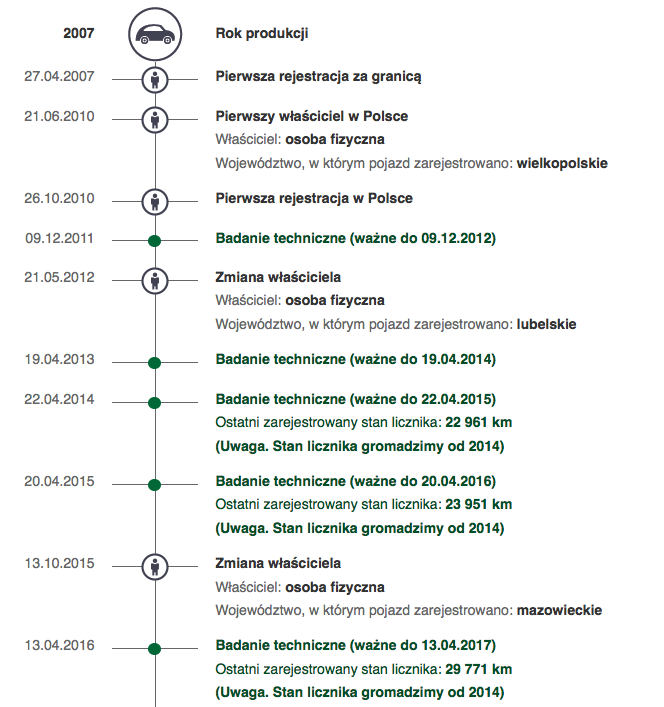 2007 Rok produkcji
27.04.2007 Pierwsza rejestracja za granicą
21.06.2010 Pierwszy właściciel w Polsce
Właściciel: osoba fizyczna
Województwo, w którym pojazd zarejestrowano: wielkopolskie
26.10.2010 Pierwsza rejestracja w Polsce
09.12.2011 Badanie techniczne (ważne do 09.12.2012)
21.05.2012 Zmiana właściciela
Właściciel: osoba fizyczna
Województwo, w którym pojazd zarejestrowano: lubelskie
19.04.2013 Badanie techniczne (ważne do 19.04.2014)
22.04.2014 Badanie techniczne (ważne do 22.04.2015)
Ostatni zarejestrowany stan licznika: 22 961 km
(Uwaga. Stan licznika gromadzimy od 2014)
20.04.2015 Badanie techniczne (ważne do 20.04.2016)
Ostatni zarejestrowany stan licznika: 23 951 km
(Uwaga. Stan licznika gromadzimy od 2014)
13.10.2015 Zmiana właściciela
Właściciel: osoba fizyczna
Województwo, w którym pojazd zarejestrowano: mazowieckie
13.04.2016 Badanie techniczne (ważne do 13.04.2017)
Ostatni zarejestrowany stan licznika: 29 771 km
(Uwaga. Stan licznika gromadzimy od 2014)